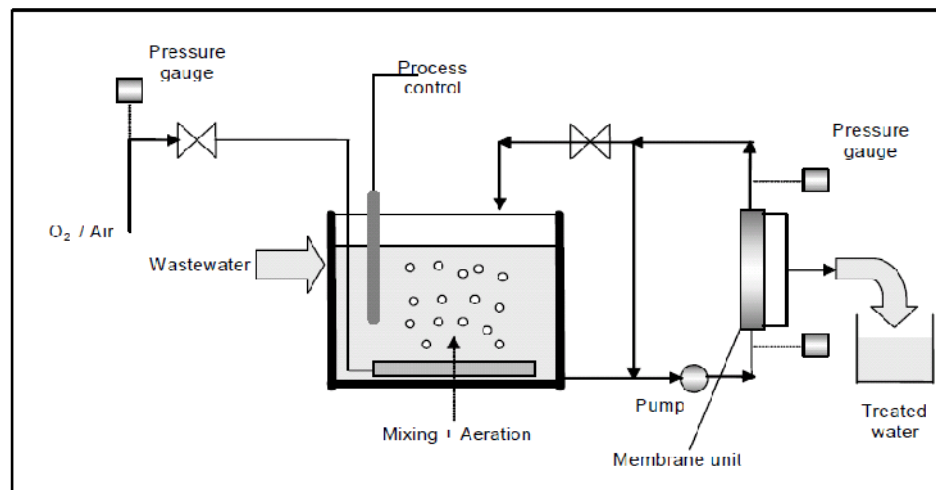 Pressure
gauge
Process
control
Pressure
gauge
O2 / Air
Wastewater
Pump
Mixing + Aeration
Membrane unit
Treated
water